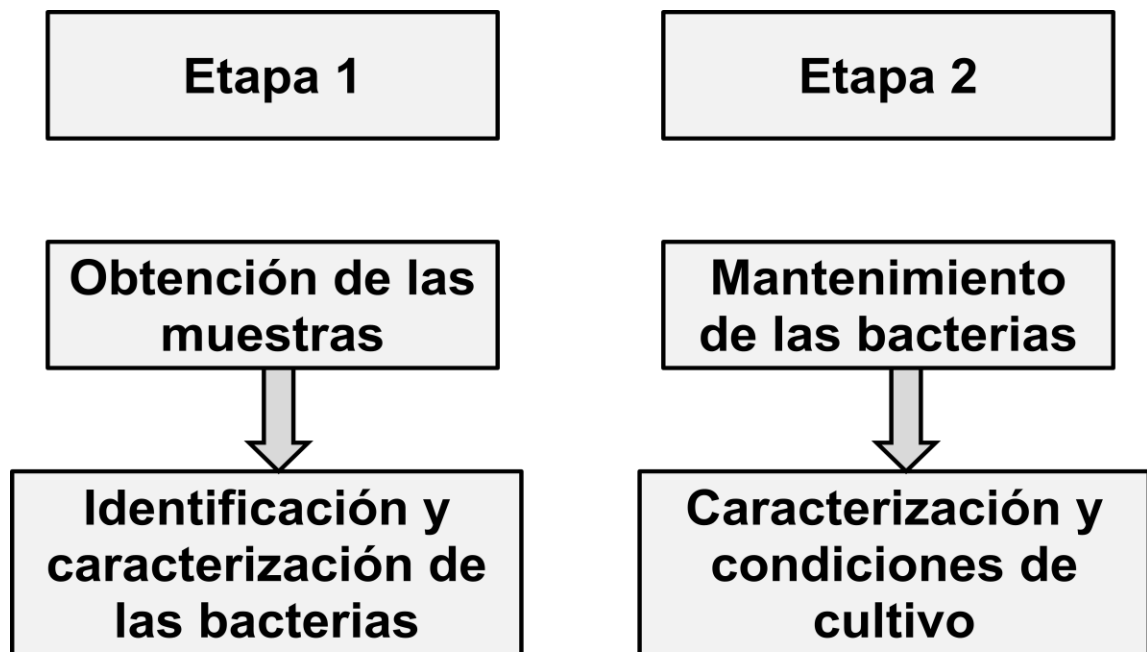 Etapa 1
Etapa 2
Obtención de las
muestras
Mantenimiento
de las bacterias
Identificación y
caracterización de
las bacterias
Caracterización y
condiciones de
cultivo